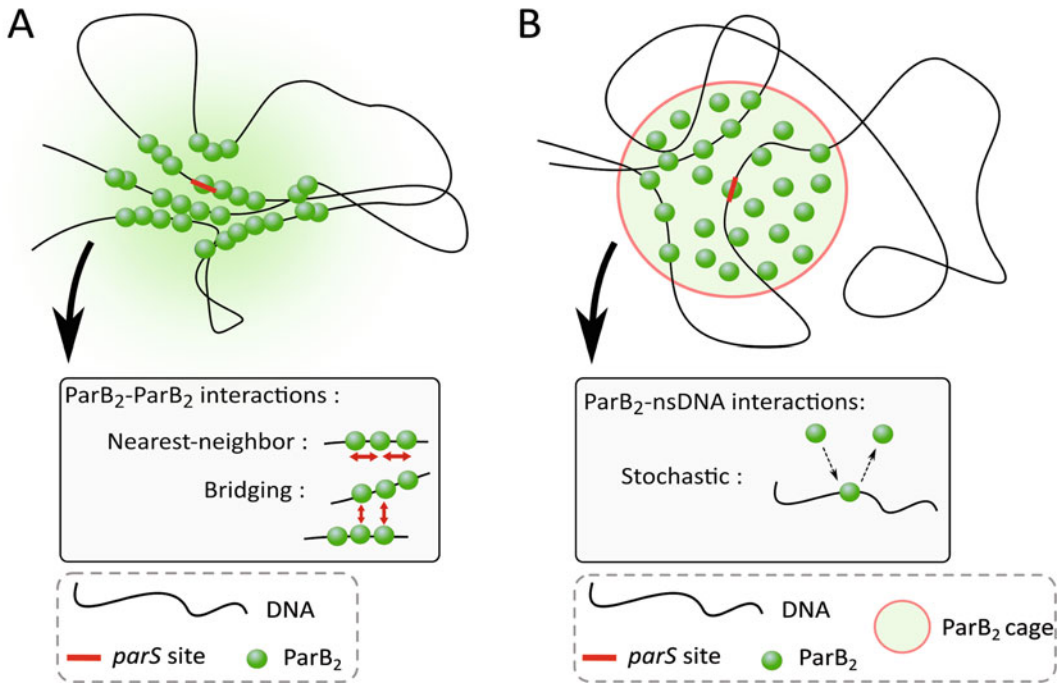 A
B
ParB₂-ParB₂ interactions :
Nearest-neighbor :
Bridging :
ParB₂-nsDNA interactions:
Stochastic :
DNA
parS site
ParB₂
DNA
parS site
ParB₂
ParB₂ cage